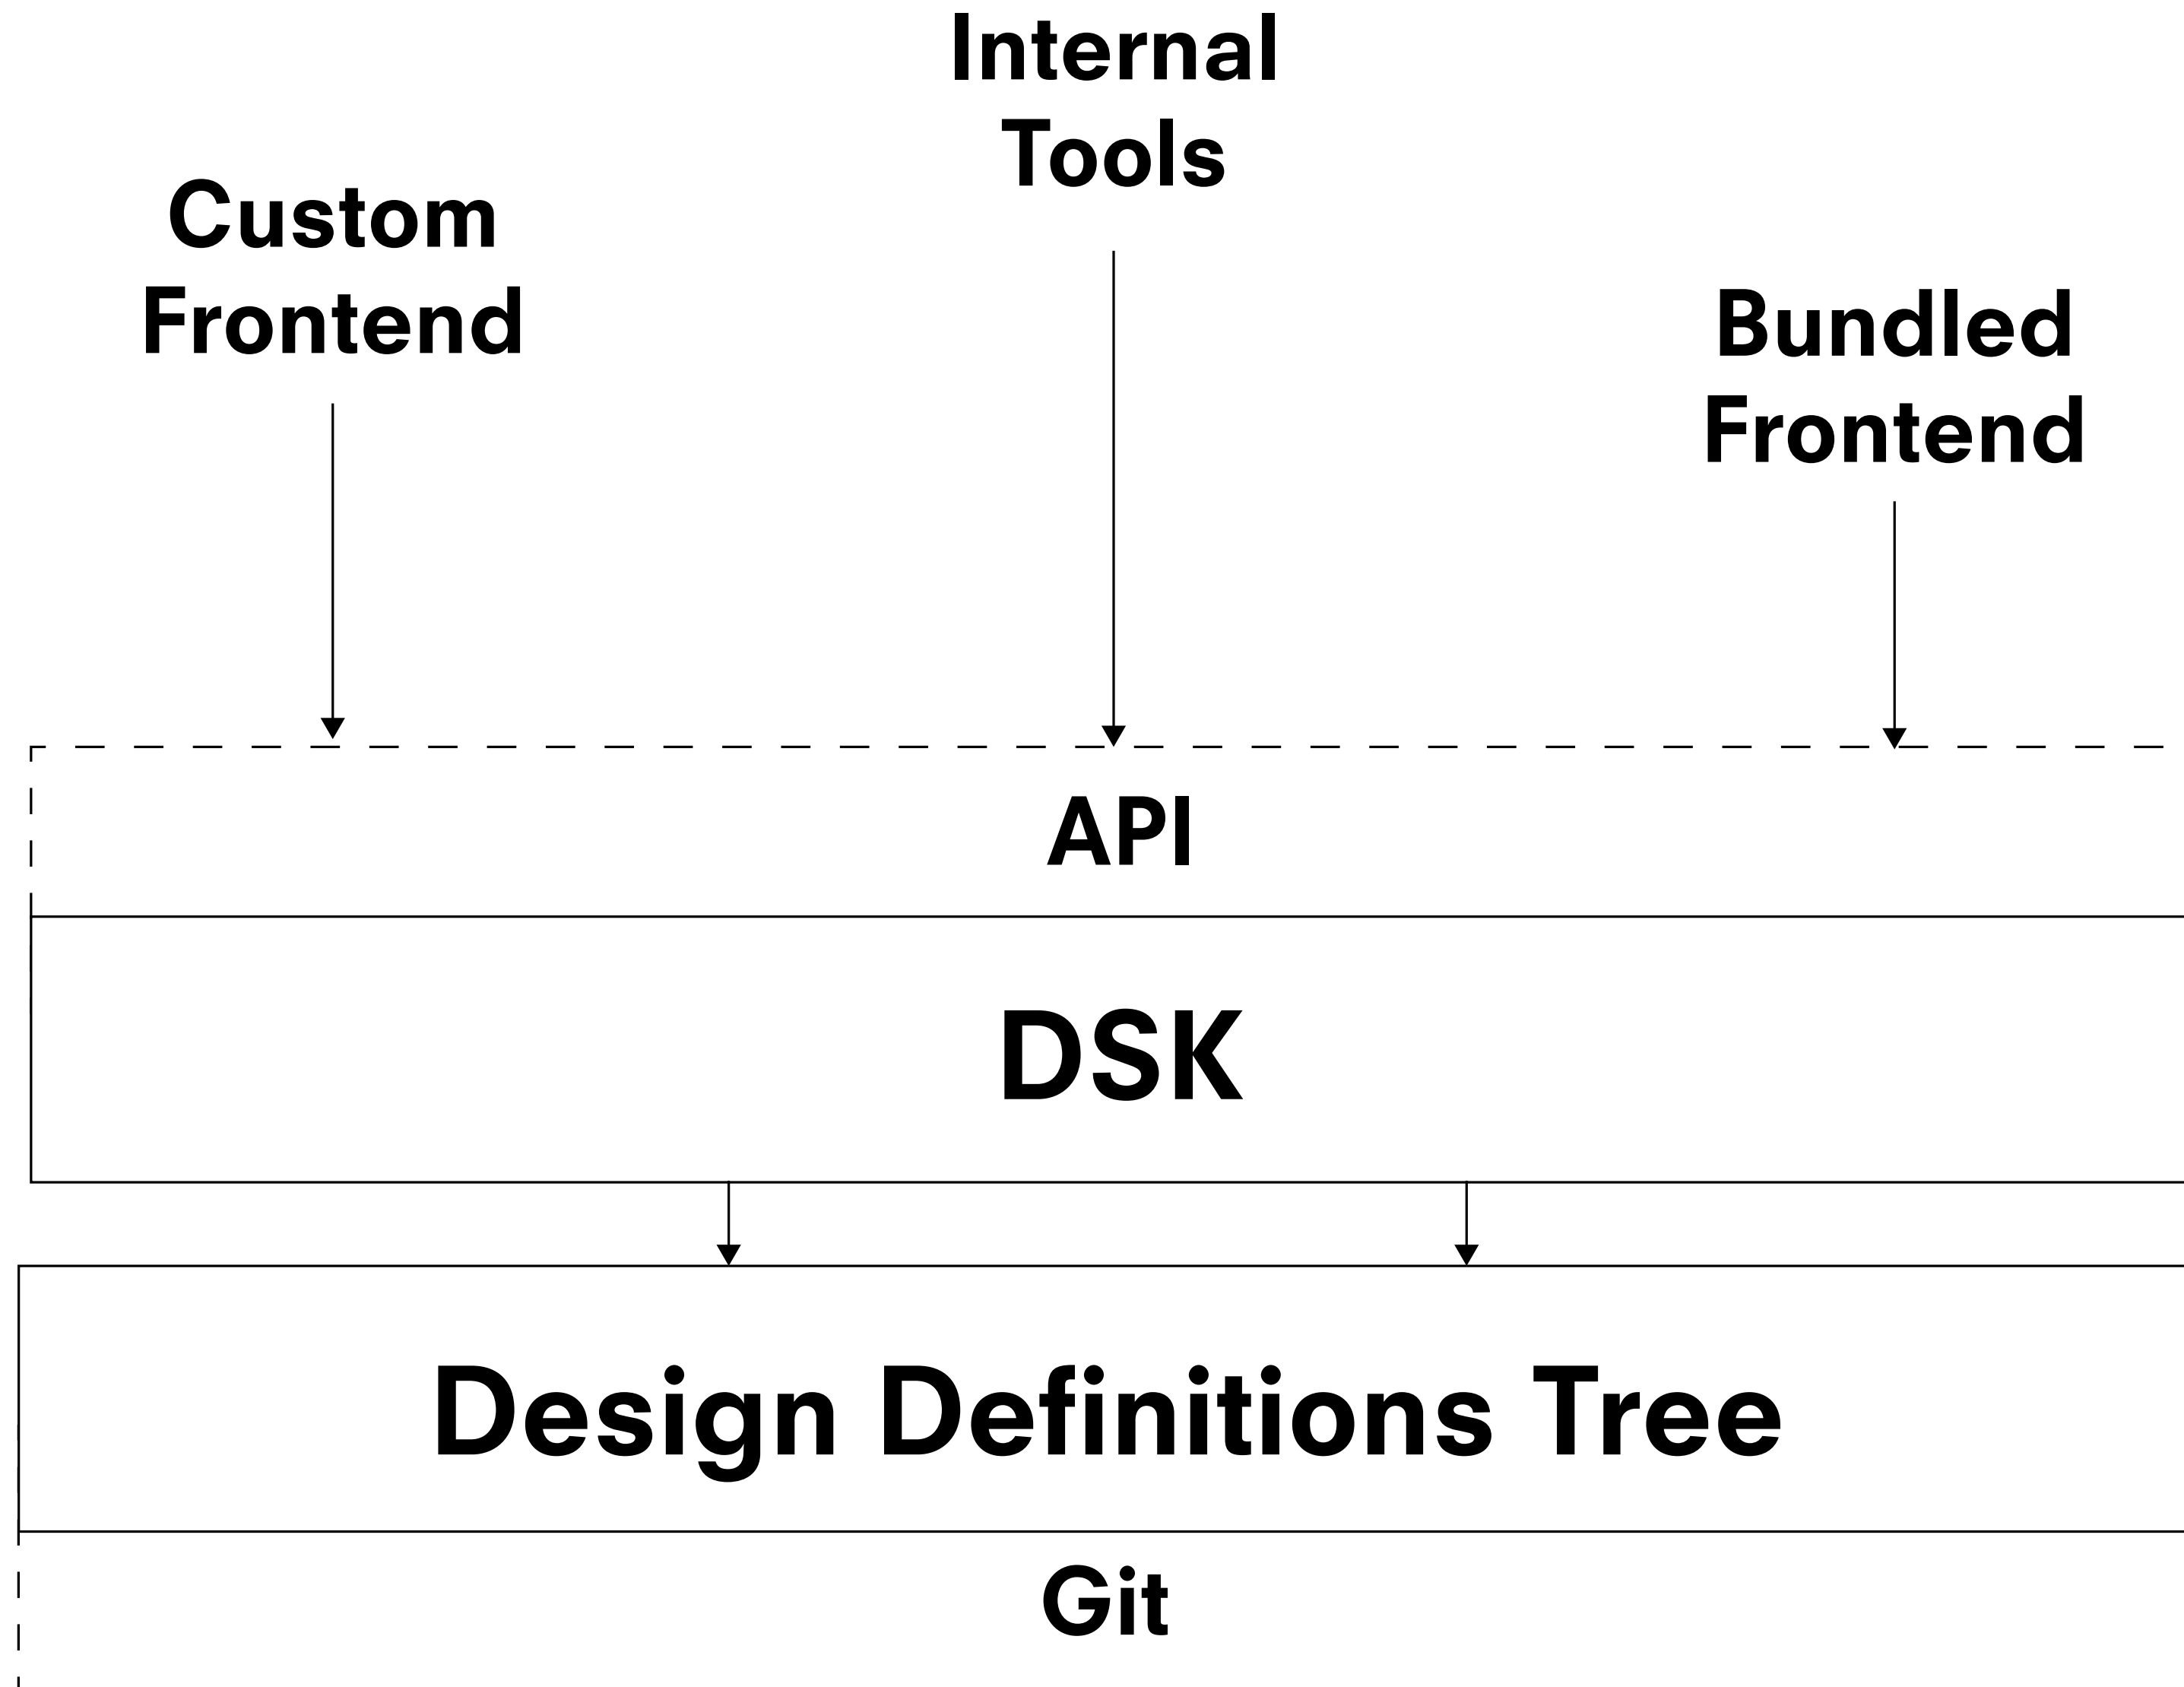 Internal
Tools
Custom
Frontend
Bundled
Frontend
API
DSK
Design Definitions Tree
Git